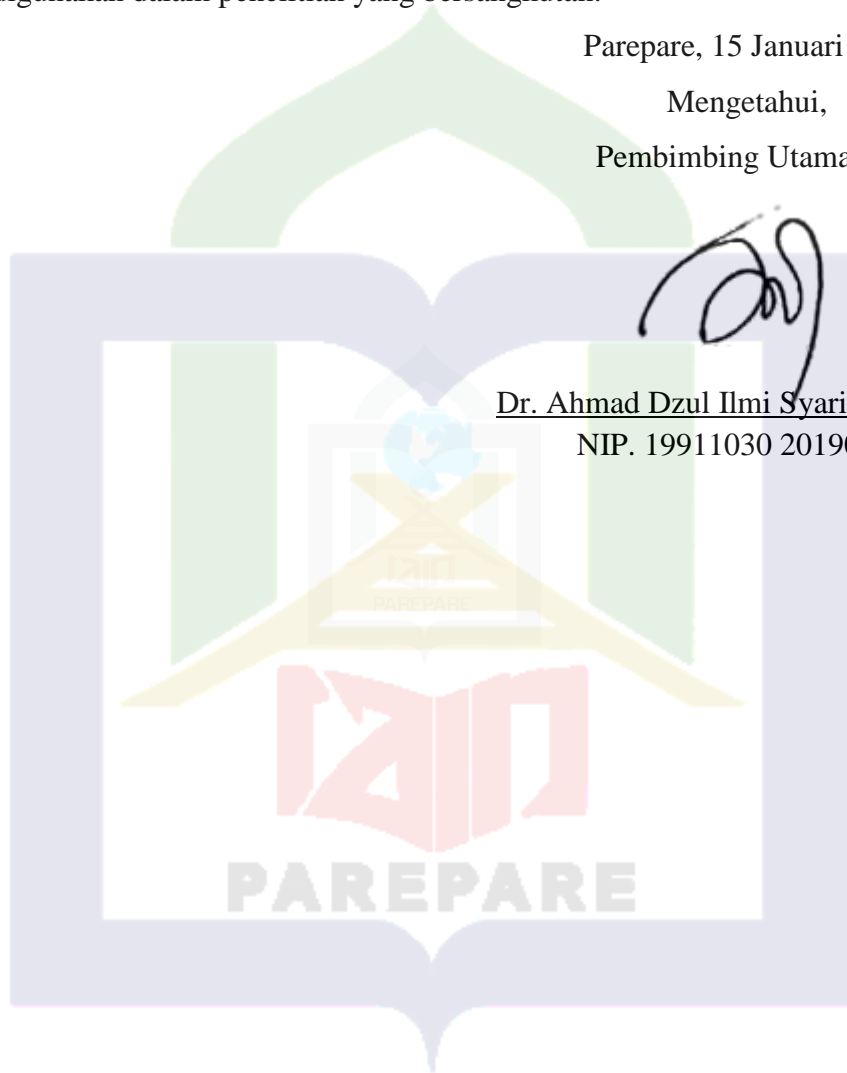 digunakan dalam penelitian yang bersangkutan.
Parepare, 15 Januari
Mengetahui,
Pembimbing Utama
Dr. Ahmad Dzul Ilmi Syari
NIP. 19911030 2019
IAIN
PAREPARE
IAIN
PAREPARE